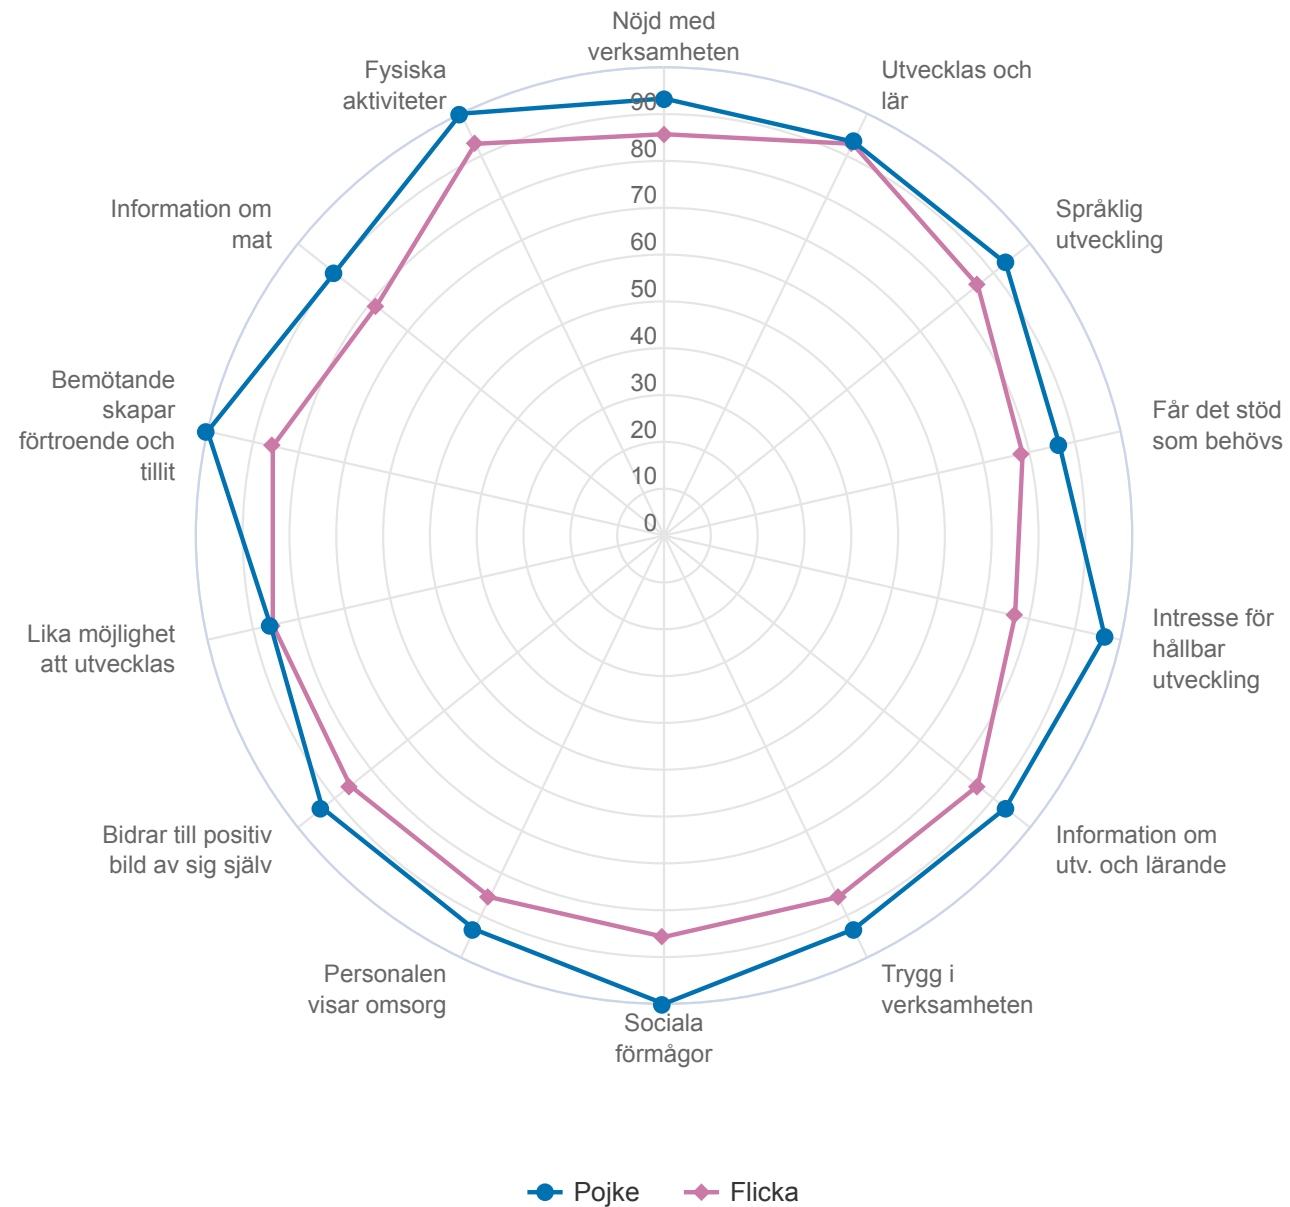 Nöjd med
verksamheten
Utvecklas och
lär
Språklig
utveckling
Får det stöd
som behövs
Intresse för
hållbar
utveckling
Information om
utv. och lärande
Trygg i
verksamheten
Sociala
förmågor
Personalen
visar omsorg
Bidrar till positiv
bild av sig själv
Lika möjlighet
att utvecklas
Bemötande
skapar
förtroende och
tillit
Information om
mat
Fysiska
aktiviteter
90
80
70
60
50
40
30
20
10
0
Pojke
Flicka